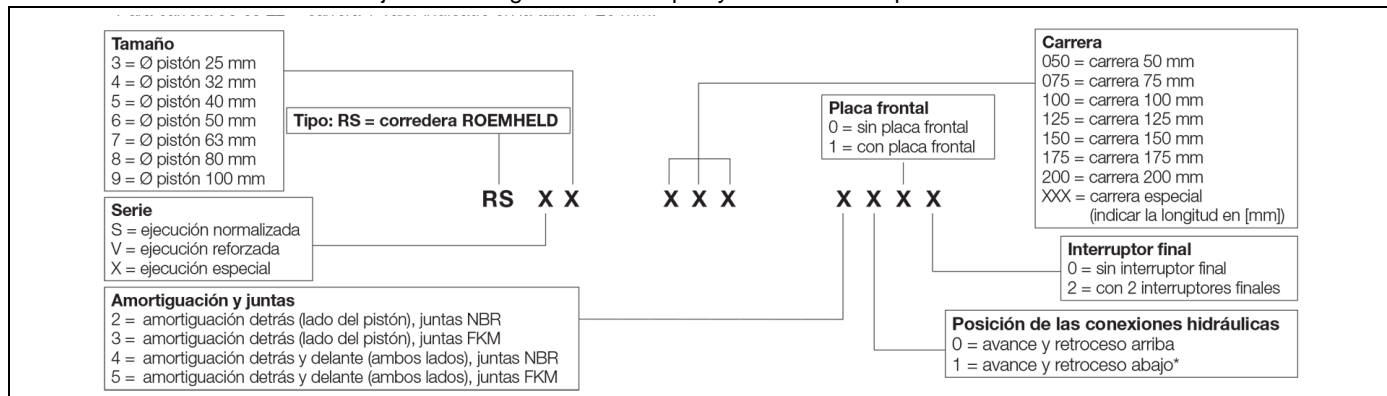 Tamaño
3 = Ø pistón 25 mm
4 = Ø pistón 32 mm
5 = Ø pistón 40 mm
6 = Ø pistón 50 mm
7 = Ø pistón 63 mm
8 = Ø pistón 80 mm
9 = Ø pistón 100 mm
Tipo: RS = corredera ROEMHELD
Placa frontal
0 = sin placa frontal
1 = con placa frontal
Carrera
050 = carrera 50 mm
075 = carrera 75 mm
100 = carrera 100 mm
125 = carrera 125 mm
150 = carrera 150 mm
175 = carrera 175 mm
200 = carrera 200 mm
XXX = carrera especial
(indicar la longitud en [mm])
RS X X X X X X X X X
Serie
S = ejecución normalizada
V = ejecución reforzada
X = ejecución especial
Interruptor final
0 = sin interruptor final
2 = con 2 interruptores finales
Amortiguación y juntas
2 = amortiguación detrás (lado del pistón), juntas NBR
3 = amortiguación detrás (lado del pistón), juntas FKM
4 = amortiguación detrás y delante (ambos lados), juntas NBR
5 = amortiguación detrás y delante (ambos lados), juntas FKM
Posición de las conexiones hidráulicas
0 = avance y retroceso arriba
1 = avance y retroceso abajo*